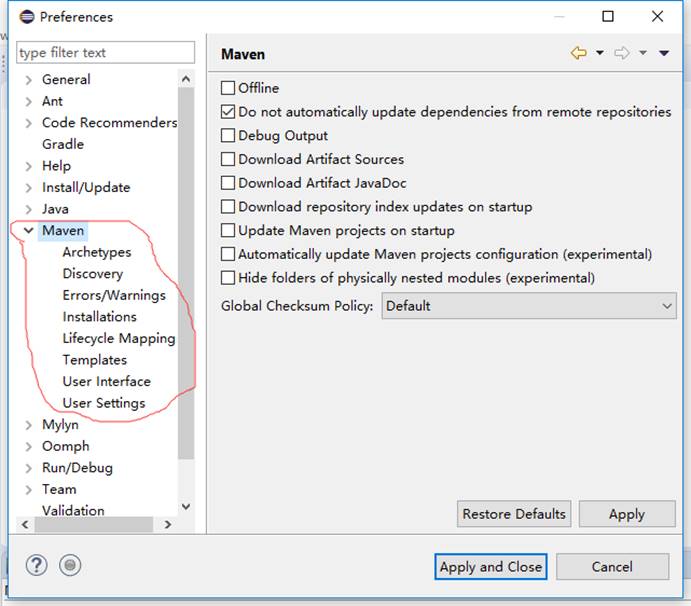 Preferences
type filter text
General
Ant
Code Recommenders
Gradle
Help
Install/Update
Java
Maven
Archetypes
Discovery
Errors/Warnings
Installations
Lifecycle Mapping
Templates
User Interface
User Settings
Mylyn
Oomph
Run/Debug
Team
Validation
Maven
Offline
Do not automatically update dependencies from remote repositories
Debug Output
Download Artifact Sources
Download Artifact JavaDoc
Download repository index updates on startup
Update Maven projects on startup
Automatically update Maven projects configuration (experimental)
Hide folders of physically nested modules (experimental)
Global Checksum Policy: Default
Restore Defaults Apply
Apply and Close Cancel